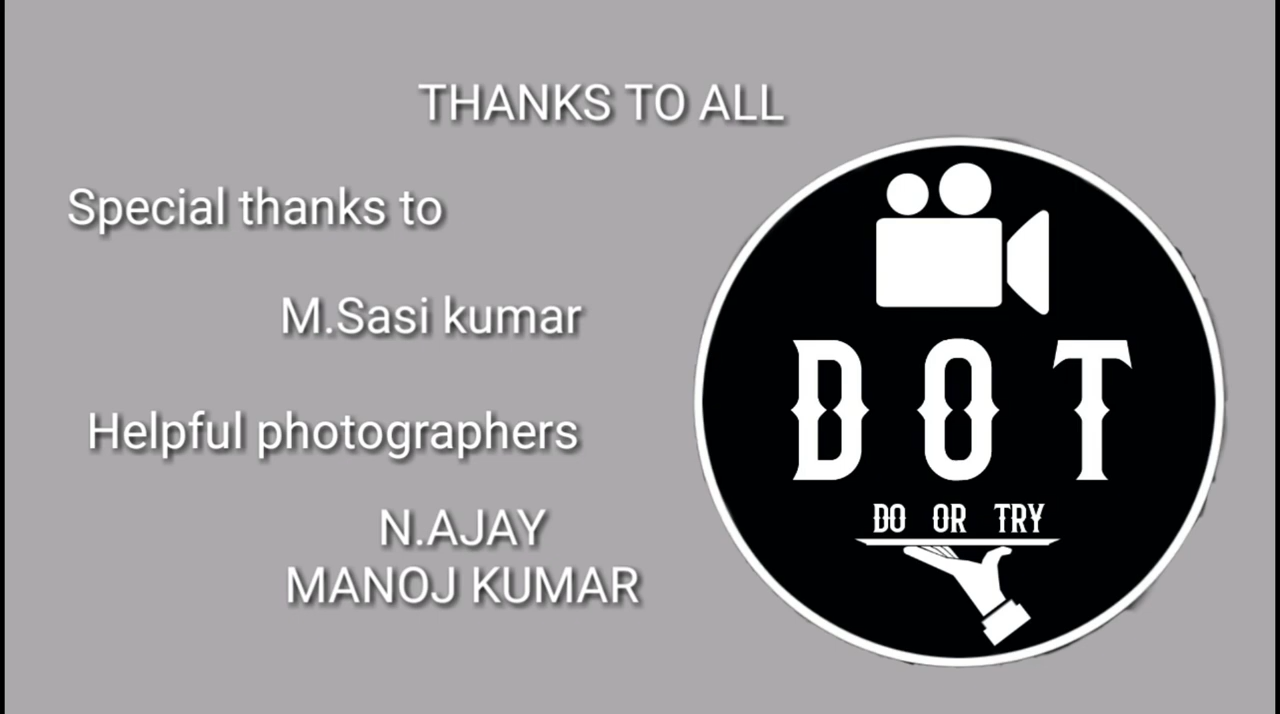 THANKS TO ALL
Special thanks to
M.Sasi kumar
Helpful photographers
N.AJAY
MANOJ KUMAR
DOT
DO OR TRY